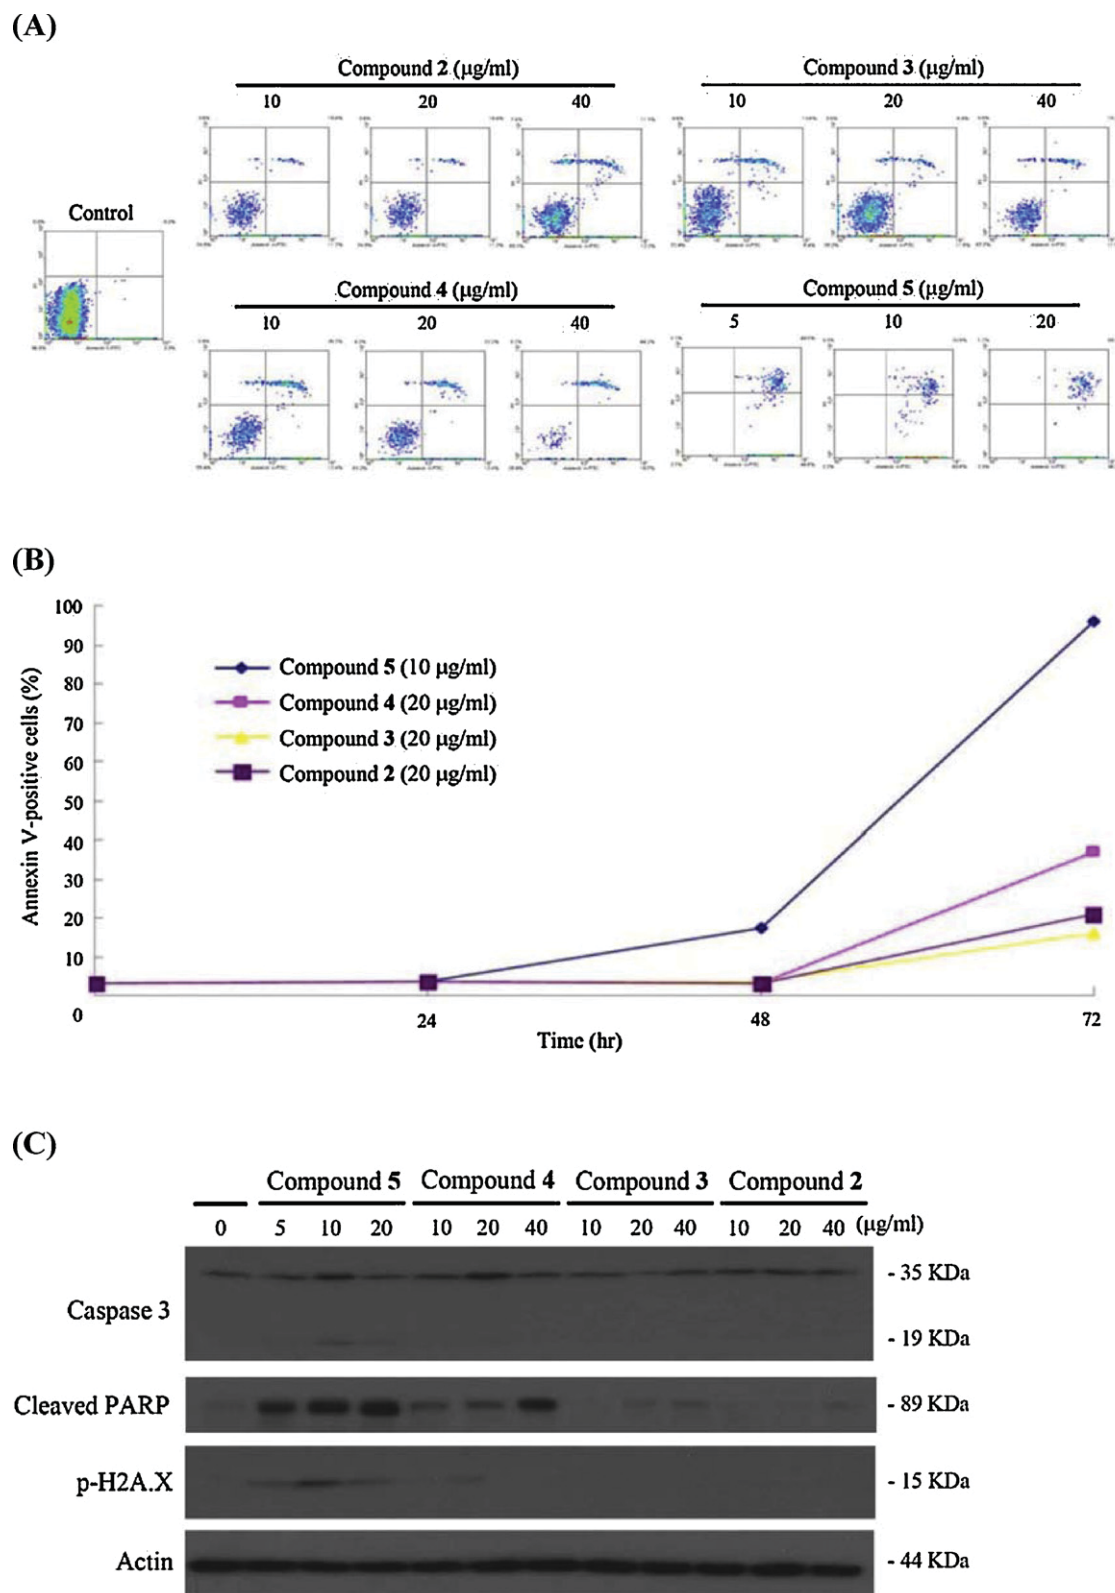 (A)
Compound 2 (μg/ml)
Compound 3 (μg/ml)
10 20 40
10 20 40
Control
Compound 4 (μg/ml)
Compound 5 (μg/ml)
10 20 40
5 10 20
(B)
Annexin V-positive cells (%)
100
90
80
70
60
50
40
30
20
10
0
Compound 5 (10 μg/ml)
Compound 4 (20 μg/ml)
Compound 3 (20 μg/ml)
Compound 2 (20 μg/ml)
24 48 72
Time (hr)
(C)
Compound 5 Compound 4 Compound 3 Compound 2
0 5 10 20 10 20 40 10 20 40 10 20 40 (μg/ml)
Caspase 3
- 35 KDa
- 19 KDa
Cleaved PARP - 89 KDa
p-H2A.X - 15 KDa
Actin - 44 KDa